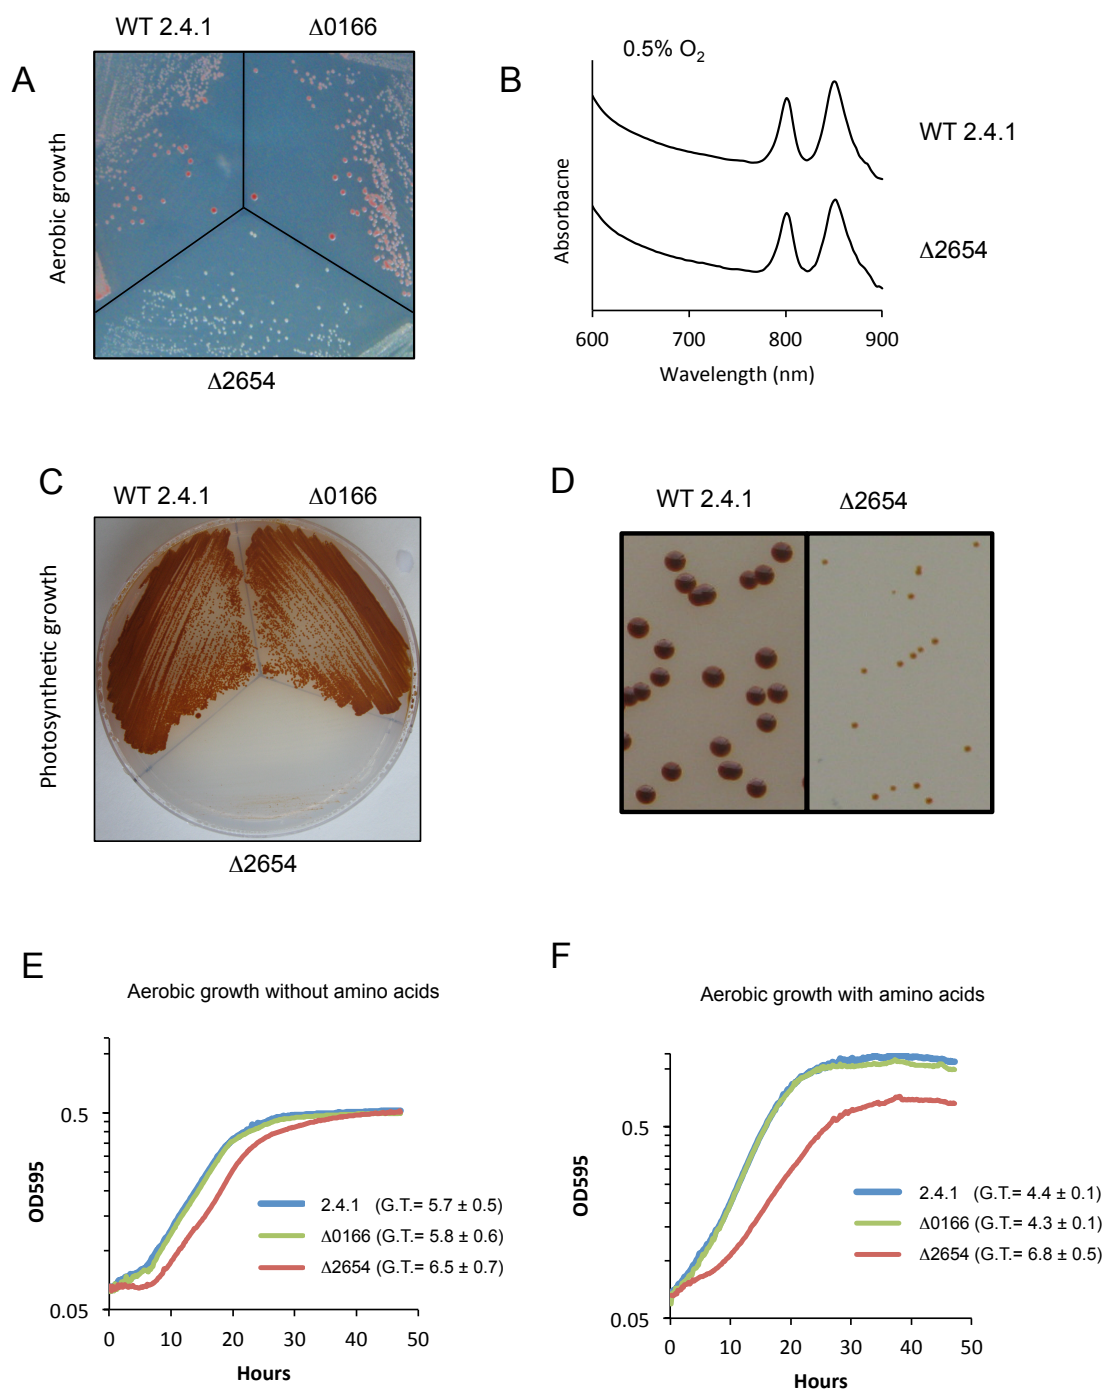 WT 2.4.1 Δ0166
A
Aerobic growth
Δ2654
B
0.5% O2
Absorbacne
WT 2.4.1
Δ2654
600 700 800 900
Wavelength (nm)
C
WT 2.4.1 Δ0166
Photosynthetic growth
Δ2654
D
WT 2.4.1 Δ2654
E
Aerobic growth without amino acids
0.5
OD595
2.4.1 (G.T.= 5.7 ± 0.5)
Δ0166 (G.T.= 5.8 ± 0.6)
Δ2654 (G.T.= 6.5 ± 0.7)
0.05
0 10 20 30 40 50
Hours
F
Aerobic growth with amino acids
0.5
OD595
2.4.1 (G.T.= 4.4 ± 0.1)
Δ0166 (G.T.= 4.3 ± 0.1)
Δ2654 (G.T.= 6.8 ± 0.5)
0.05
0 10 20 30 40 50
Hours